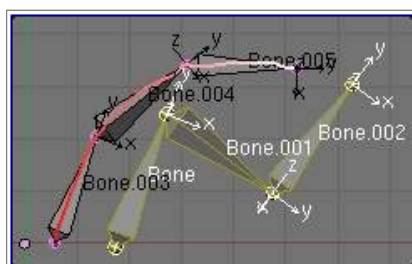 z y
y Bone.005
x y
z
y Bone.004
y x
x
x
x Bone.002
Bone.001
Bone.003 Bone z
x y